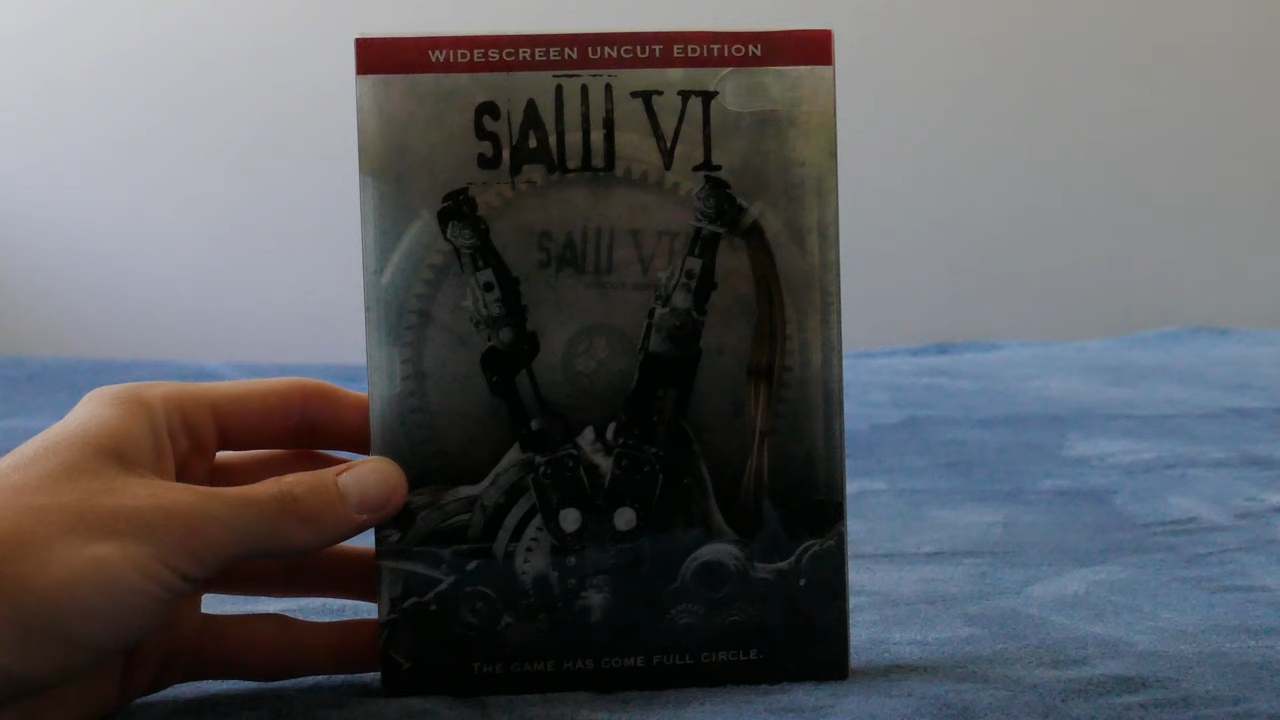 WIDESCREEN UNCUT EDITION
SAW VI
SAW VI
THE GAME HAS COME FULL CIRCLE.